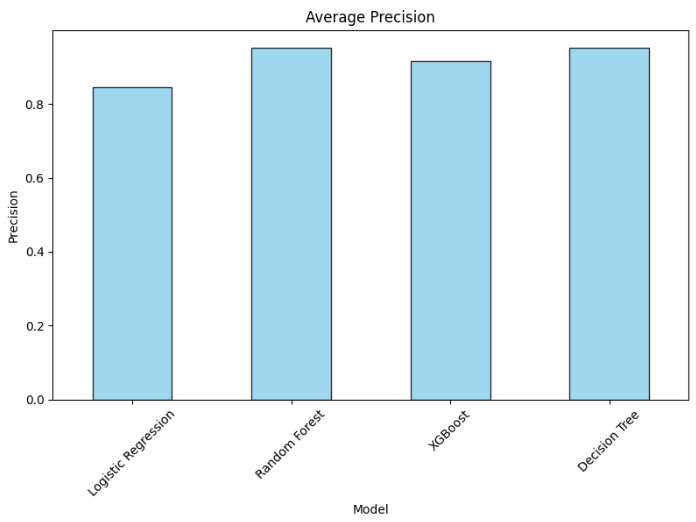 Average Precision
Precision
0.8
0.6
0.4
0.2
0.0
Logistic Regression
Random Forest
XGBoost
Decision Tree
Model